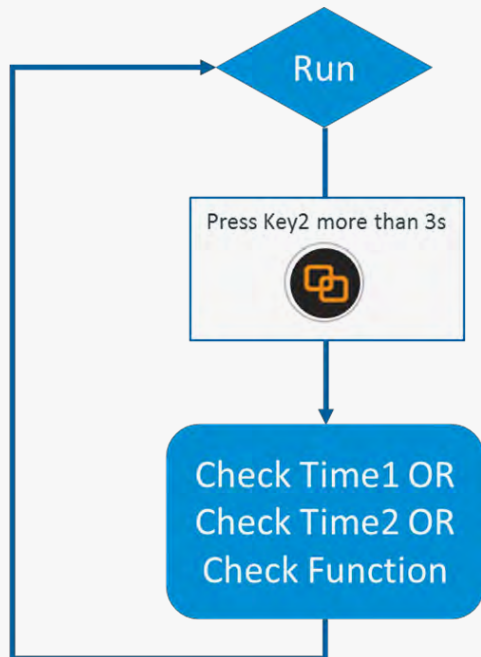 Run
Press Key2 more than 3s
Check Time1 OR
Check Time2 OR
Check Function